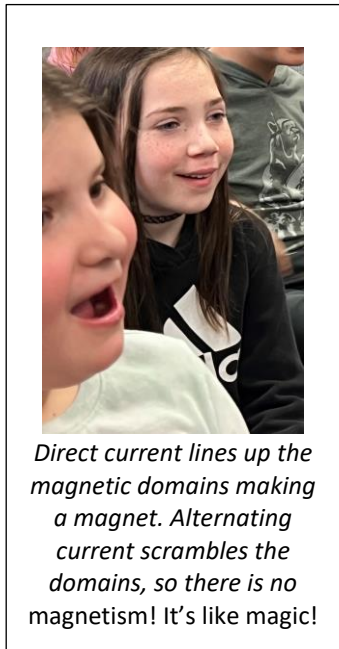 Direct current lines up the
magnetic domains making
a magnet. Alternating
current scrambles the
domains, so there is no
magnetism! It’s like magic!